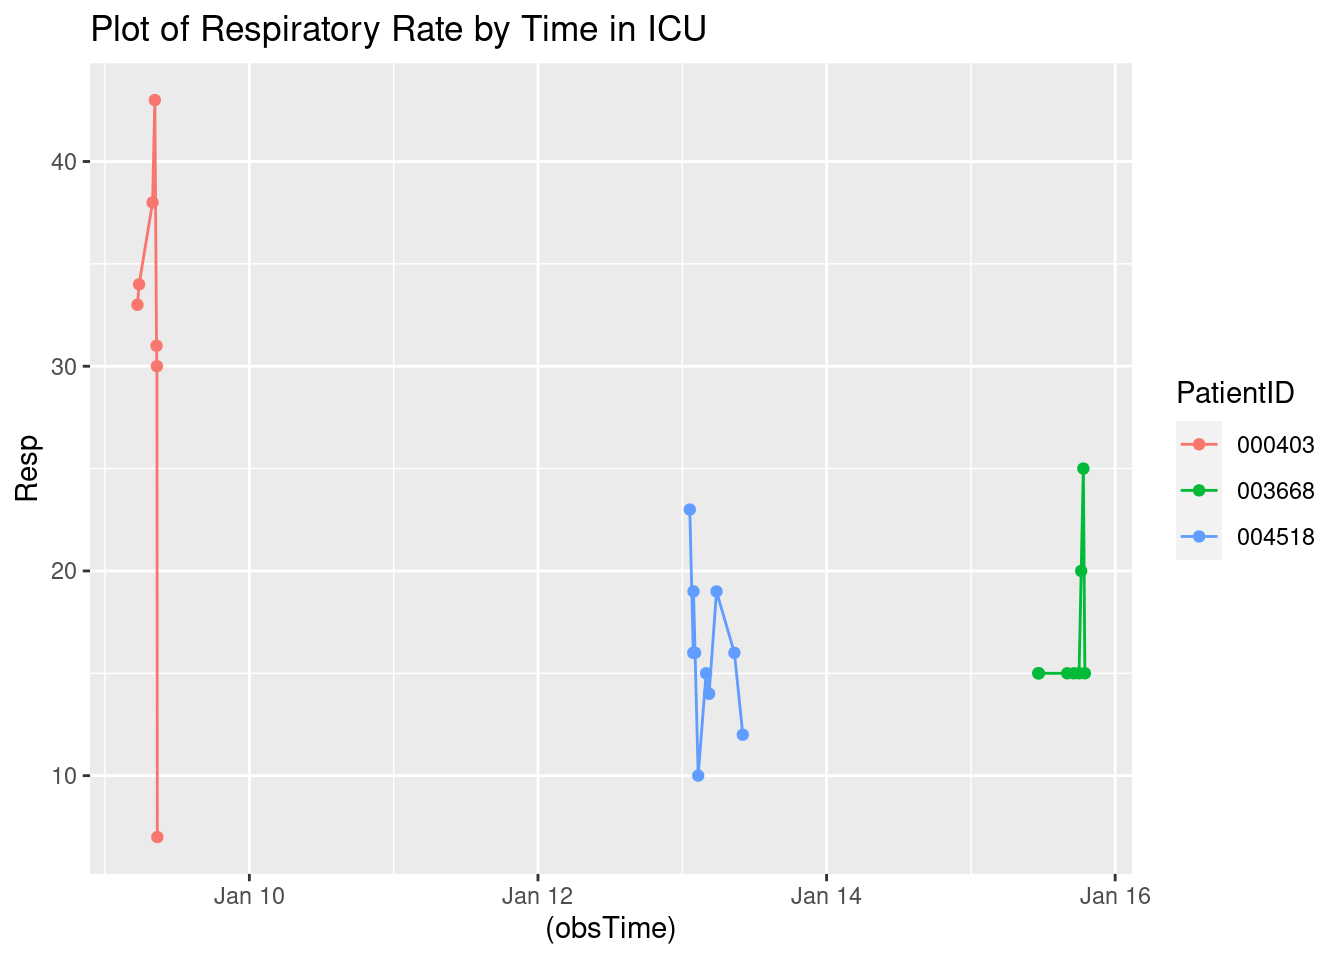 Plot of Respiratory Rate by Time in ICU
40
30
20
10
Resp
Jan 10
Jan 12
Jan 14
Jan 16
(obsTime)
PatientID
000403
003668
004518